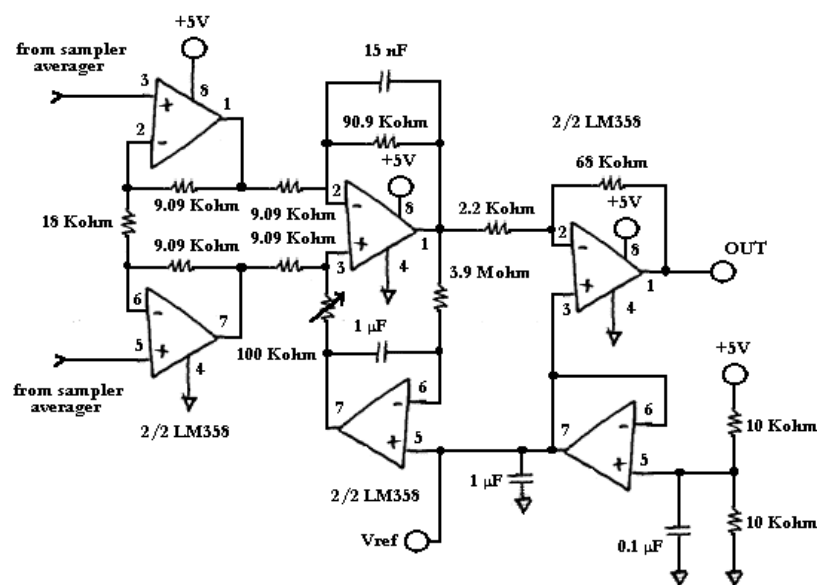 from sampler
averager
+5V
3
8
1
2
9.09 Kohm
9.09 Kohm
18 Kohm
9.09 Kohm
6
7
5
4
from sampler
averager
2/2 LM358
15 nF
90.9 Kohm
+5V
2
8
1
3
4
1 µF
100 Kohm
3.9 Mohm
7
6
5
2/2 LM358
Vref
2/2 LM358
68 Kohm
2.2 Kohm
+5V
2
8
1
3
4
OUT
+5V
10 Kohm
6
7
5
1 µF
0.1 µF
10 Kohm